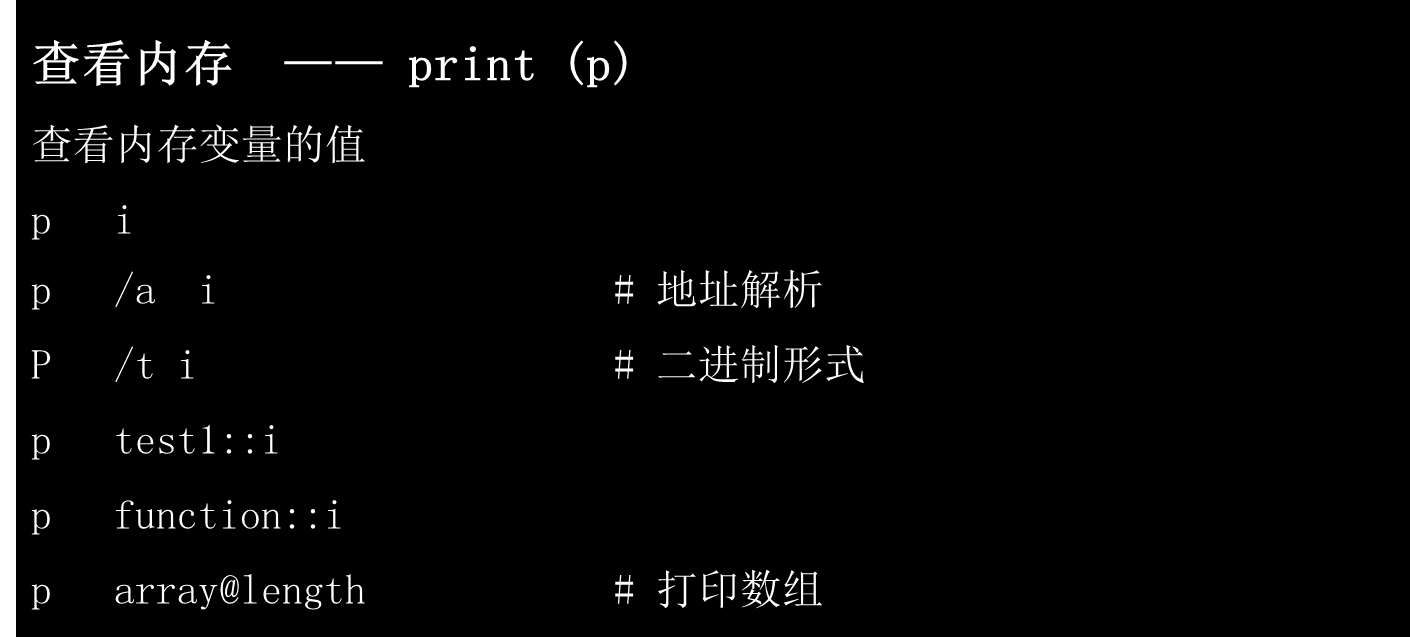 查看内存 —— print (p)
查看内存变量的值
p i
p /a i # 地址解析
P /t i # 二进制形式
p test1::i
p function::i
p array@length # 打印数组